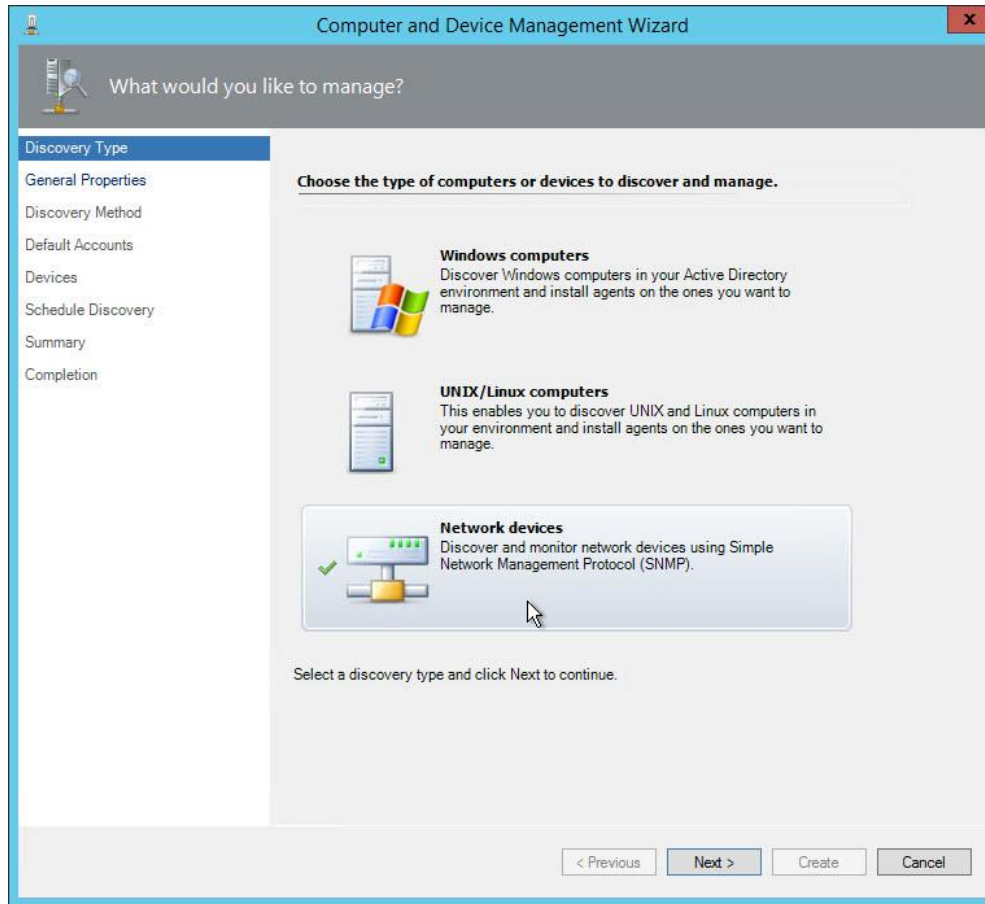 Computer and Device Management Wizard
x
What would you like to manage?
Discovery Type
General Properties
Discovery Method
Default Accounts
Devices
Schedule Discovery
Summary
Completion
Choose the type of computers or devices to discover and manage.
Windows computers
Discover Windows computers in your Active Directory
environment and install agents on the ones you want to
manage.
UNIX/Linux computers
This enables you to discover UNIX and Linux computers in
your environment and install agents on the ones you want to
manage.
Network devices
Discover and monitor network devices using Simple
Network Management Protocol (SNMP).
Select a discovery type and click Next to continue.
< Previous
Next >
Create
Cancel